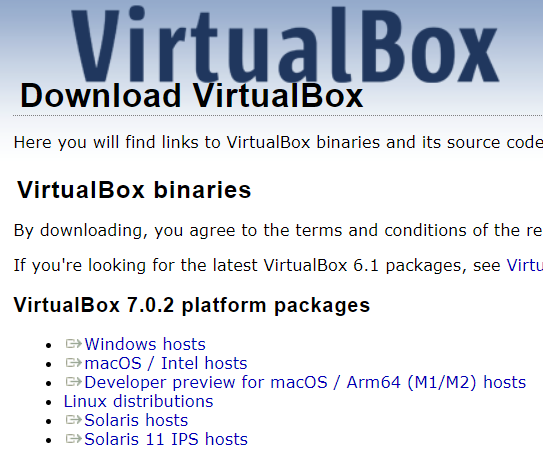 VirtualBox
Download VirtualBox
Here you will find links to VirtualBox binaries and its source code
VirtualBox binaries
By downloading, you agree to the terms and conditions of the re
If you're looking for the latest VirtualBox 6.1 packages, see Virtu
VirtualBox 7.0.2 platform packages
Windows hosts
macOS / Intel hosts
Developer preview for macOS / Arm64 (M1/M2) hosts
Linux distributions
Solaris hosts
Solaris 11 IPS hosts